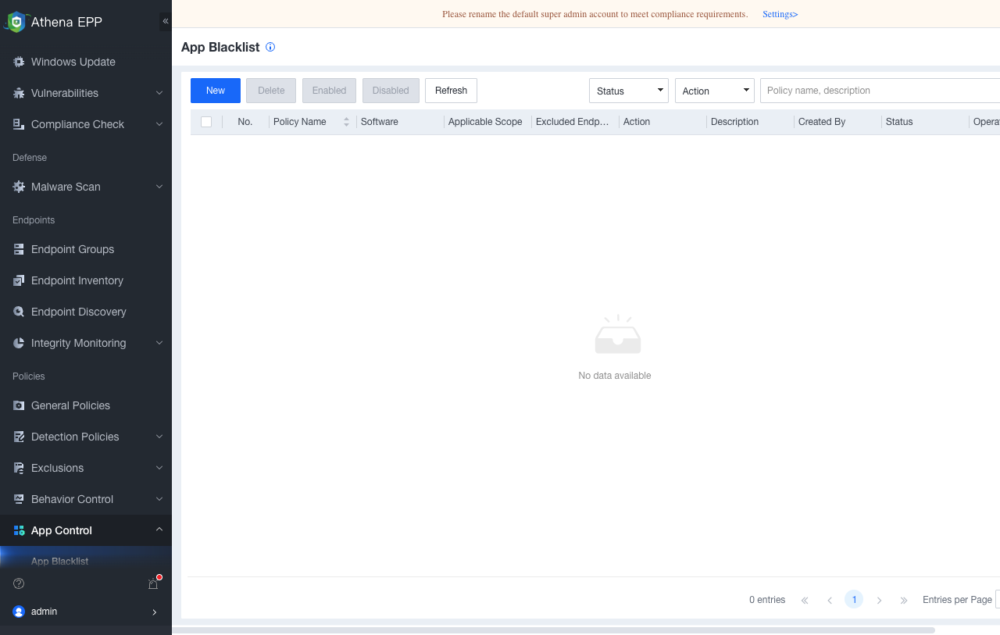 Athena EPP
«
Windows Update
Vulnerabilities
Compliance Check
Defense
Malware Scan
Endpoints
Endpoint Groups
Endpoint Inventory
Endpoint Discovery
Integrity Monitoring
Policies
General Policies
Detection Policies
Exclusions
Behavior Control
App Control
App Blacklist
admin
Please rename the default super admin account to meet compliance requirements. Settings>
App Blacklist
New Delete Enabled Disabled Refresh Status Action Policy name, description
No. Policy Name Software Applicable Scope Excluded Endp... Action Description Created By Status Opera
No data available
0 entries 1 Entries per Page